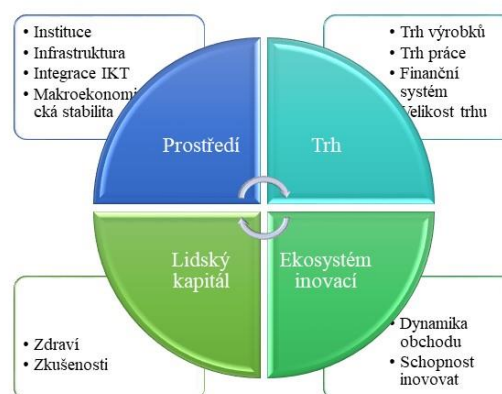 • Instituce
• Infrastruktura
• Integrace IKT
• Makroekonomi
cká stabilita
• Trh výrobků
• Trh práce
• Finanční
systém
• Velikost trhu
Prostředí
Trh
Lidský
kapitál
Ekosystém
inovací
• Zdraví
• Zkušenosti
• Dynamika
obchodu
• Schopnost
inovovat